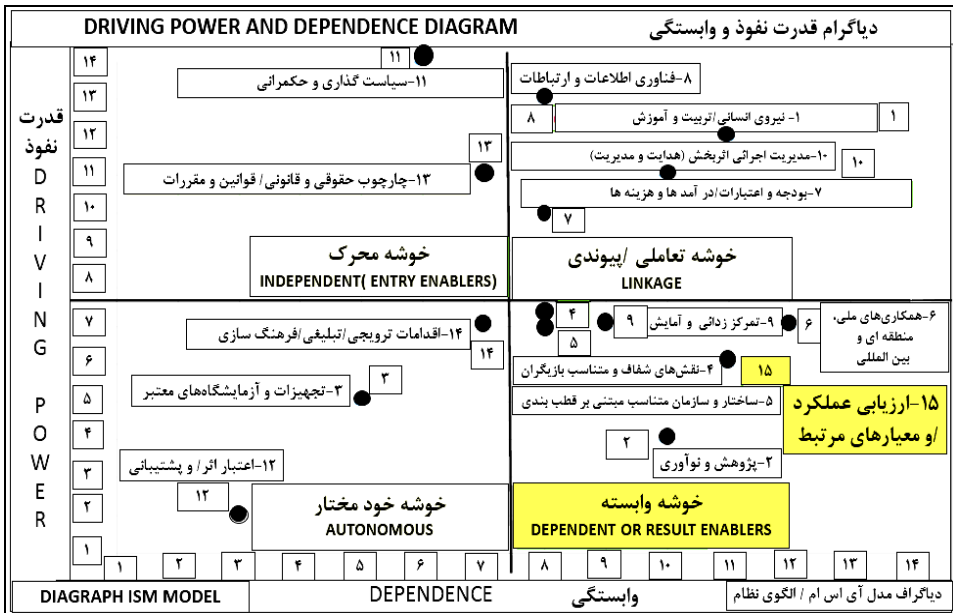 DRIVING POWER AND DEPENDENCE DIAGRAM
دیاگرام قدرت نفوذ و وابستگی
قدرت نفوذ
DRIVING POWER
۱۴
۱۳
۱۲
۱۱
۱۰
۹
۸
۷
۶
۵
۴
۳
۲
۱
۱۱
۱۱-سیاست گذاری و حکمرانی
۱۳
۱۳-چارچوب حقوقی و قانونی/ قوانین و مقررات
خوشه محرک
INDEPENDENT( ENTRY ENABLERS)
۸-فناوری اطلاعات و ارتباطات
۸
۱- نیروی انسانی/تربیت و آموزش
۱
۱۰-مدیریت اجرائی اثربخش (هدایت و مدیریت)
۱۰
۷-بودجه و اعتبارات/در آمد ها و هزینه ها
۷
خوشه تعاملی /پیوندی
LINKAGE
۱۴-اقدامات ترویجی/تبلیغی/فرهنگ سازی
۱۴
۳
۳-تجهیزات و آزمایشگاه‌های معتبر
۱۲-اعتبار اثر/ و پشتیبانی
۱۲
خوشه خود مختار
AUTONOMOUS
۴
۵
۹
۹-تمرکز زدائی و آمایش
۶
۶-همکاری‌های ملی،
منطقه ای و
بین المللی
۴-نقش‌های شفاف و متناسب بازیگران
۱۵
۵-ساختار و سازمان متناسب مبتنی بر قطب بندی
۱۵-ارزیابی عملکرد
/و معیارهای مرتبط
۲
۲-پژوهش و نوآوری
خوشه وابسته
DEPENDENT OR RESULT ENABLERS
۱ ۲ ۳ ۴ ۵ ۶ ۷ ۸ ۹ ۱۰ ۱۱ ۱۲ ۱۳ ۱۴
DIAGRAPH ISM MODEL
DEPENDENCE
وابستگی
دیاگراف مدل آی اس ام / الگوی نظام